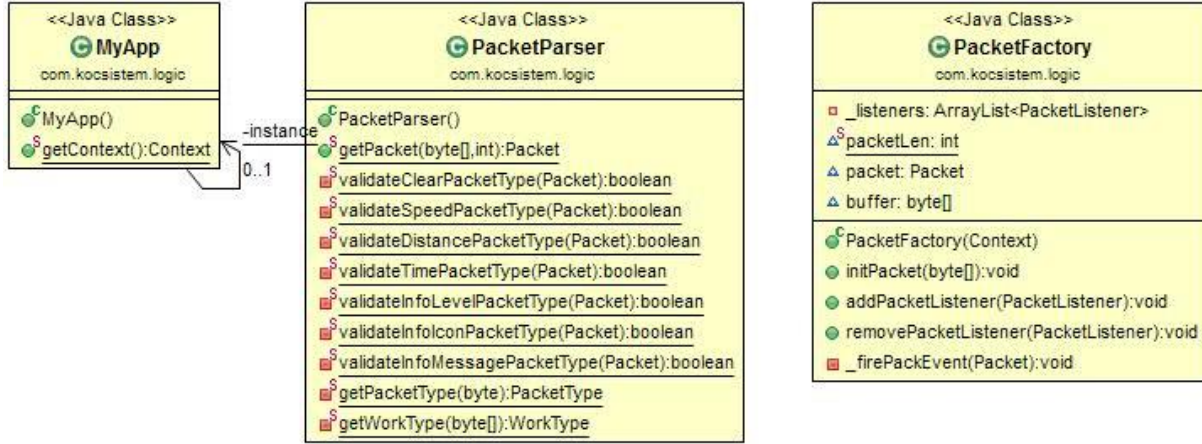 <<Java Class>>
C MyApp
com.kocsistem.logic
C MyApp()
S getContext():Context
-instance
0..1
<<Java Class>>
C PacketParser
com.kocsistem.logic
C PacketParser()
S getPacket(byte[],int):Packet
S validateClearPacketType(Packet):boolean
S validateSpeedPacketType(Packet):boolean
S validateDistancePacketType(Packet):boolean
S validateTimePacketType(Packet):boolean
S validateInfoLevelPacketType(Packet):boolean
S validateInfoIconPacketType(Packet):boolean
S validateInfoMessagePacketType(Packet):boolean
S getPacketType(byte):PacketType
S getWorkType(byte[]):WorkType
<<Java Class>>
C PacketFactory
com.kocsistem.logic
_listeners: ArrayList<PacketListener>
S packetLen: int
packet: Packet
buffer: byte[]
C PacketFactory(Context)
initPacket(byte[]):void
addPacketListener(PacketListener):void
removePacketListener(PacketListener):void
_firePackEvent(Packet):void